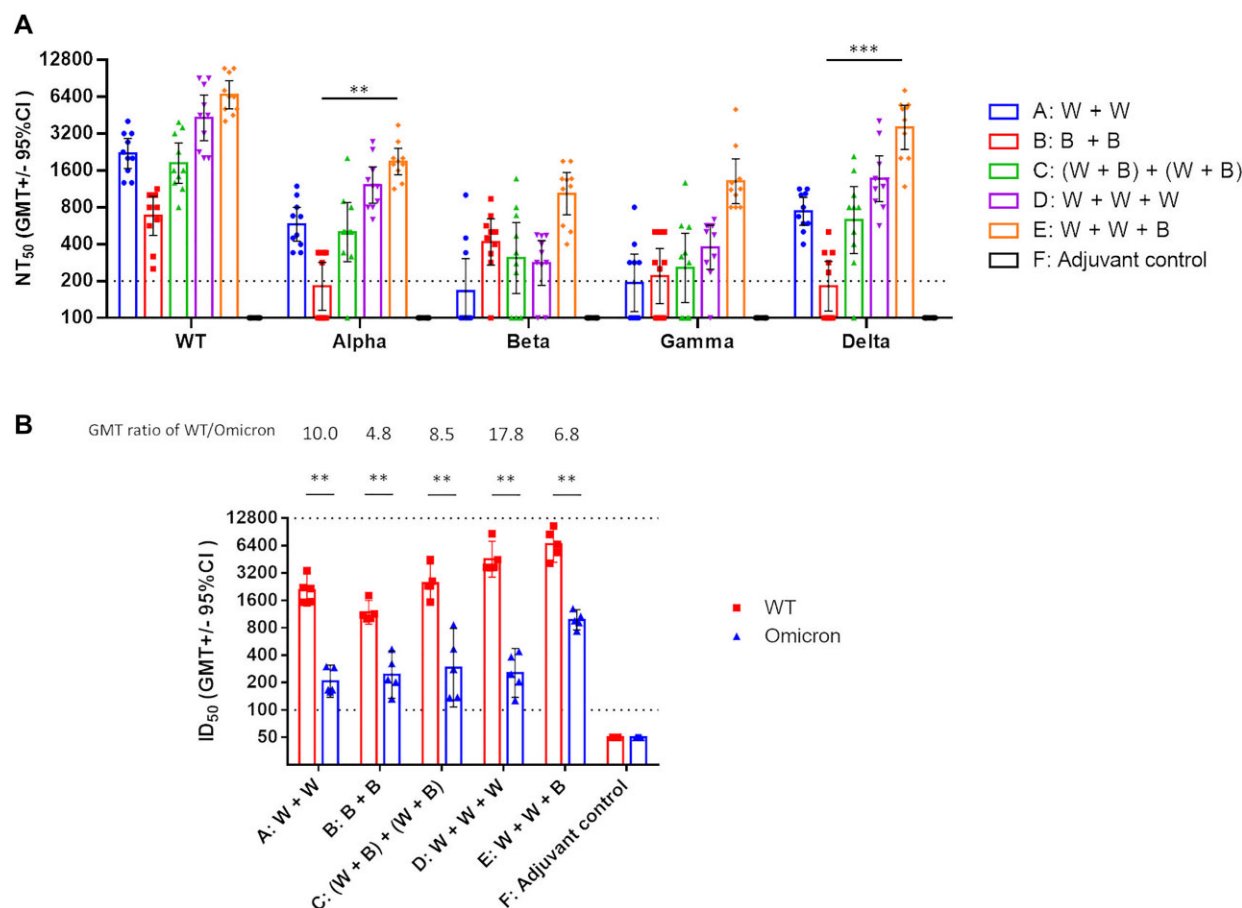 A
NT50 (GMT+/- 95%CI)
12800
6400
3200
1600
800
400
200
100
**
***
WT Alpha Beta Gamma Delta
A: W + W
B: B + B
C: (W + B) + (W + B)
D: W + W + W
E: W + W + B
F: Adjuvant control
B
GMT ratio of WT/Omicron 10.0 4.8 8.5 17.8 6.8
** ** ** ** **
ID50 (GMT+/- 95%CI)
12800
6400
3200
1600
800
400
200
100
50
WT
Omicron
A: W + W
B: B + B
C: (W + B) + (W + B)
D: W + W + W
E: W + W + B
F: Adjuvant control